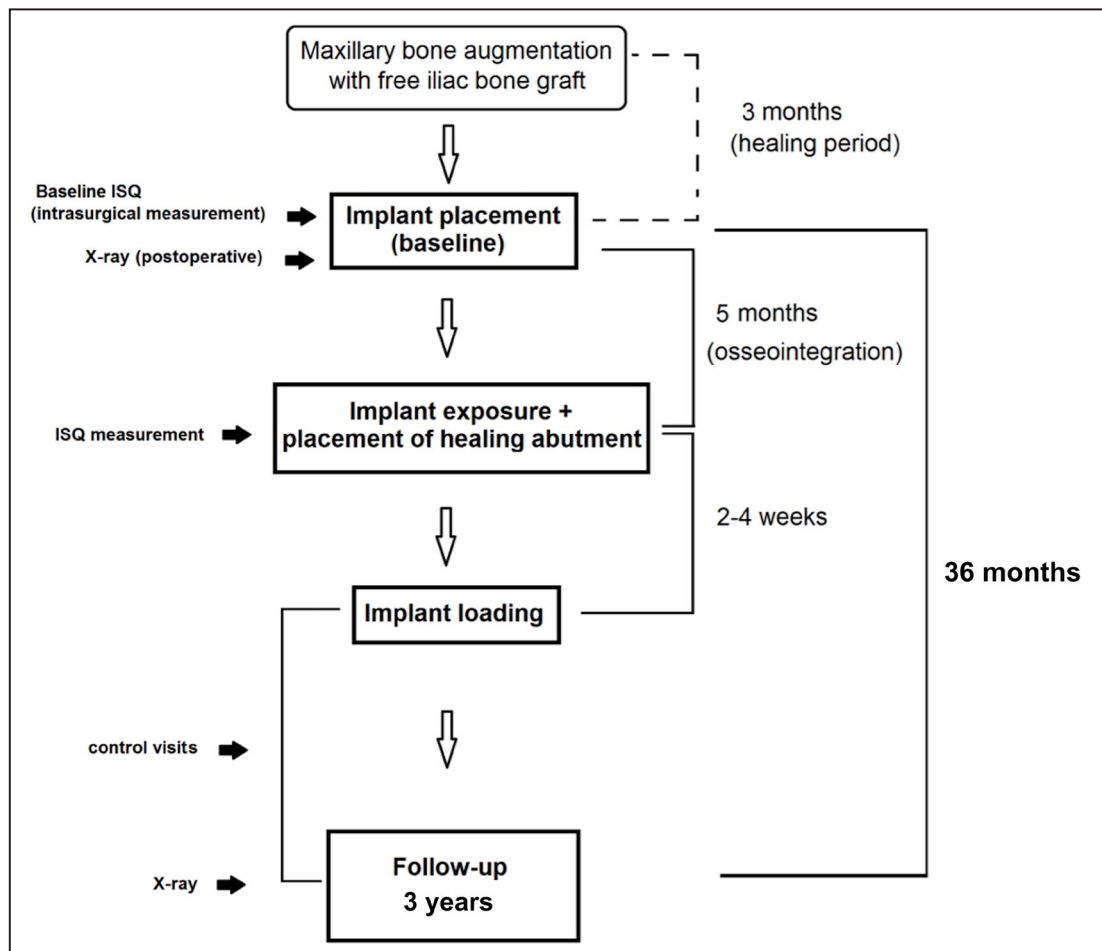 Maxillary bone augmentation
with free iliac bone graft
3 months
(healing period)
Baseline ISQ
(intrasurgical measurement)
Implant placement
(baseline)
X-ray (postoperative)
5 months
(osseointegration)
Implant exposure +
placement of healing abutment
ISQ measurement
2-4 weeks
36 months
Implant loading
control visits
Follow-up
3 years
X-ray